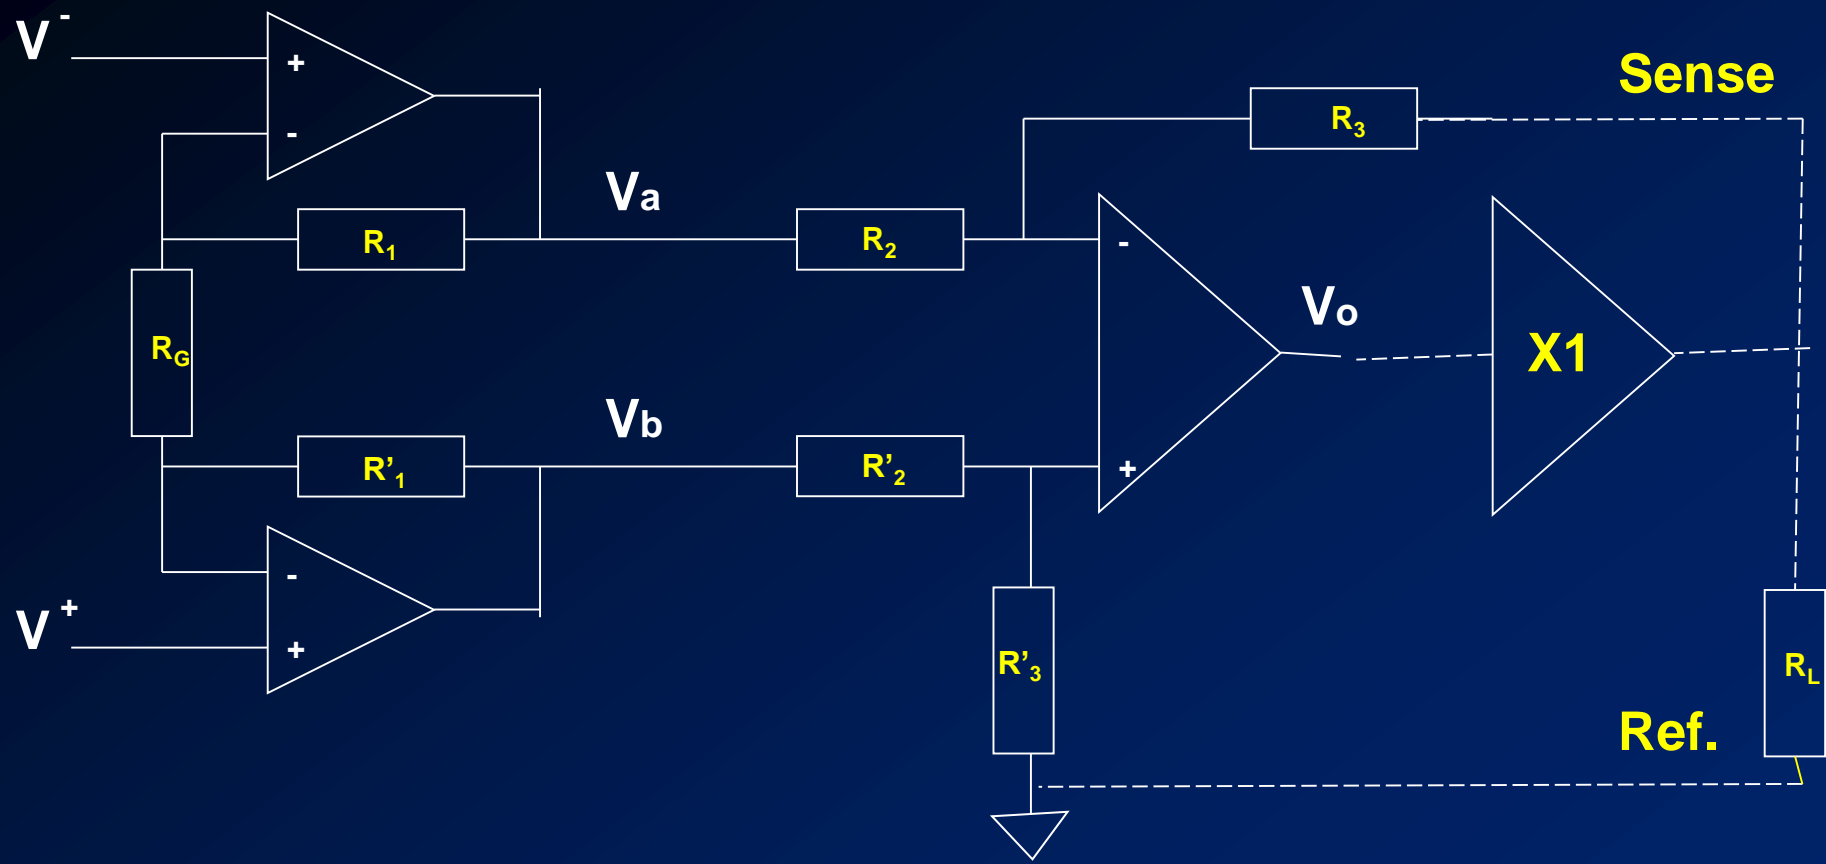 V -
+
-
Sense
R3
Va
R1
R2
-
Vo
RG
X1
Vb
R'1
R'2
+
-
V +
+
R'3
RL
Ref.